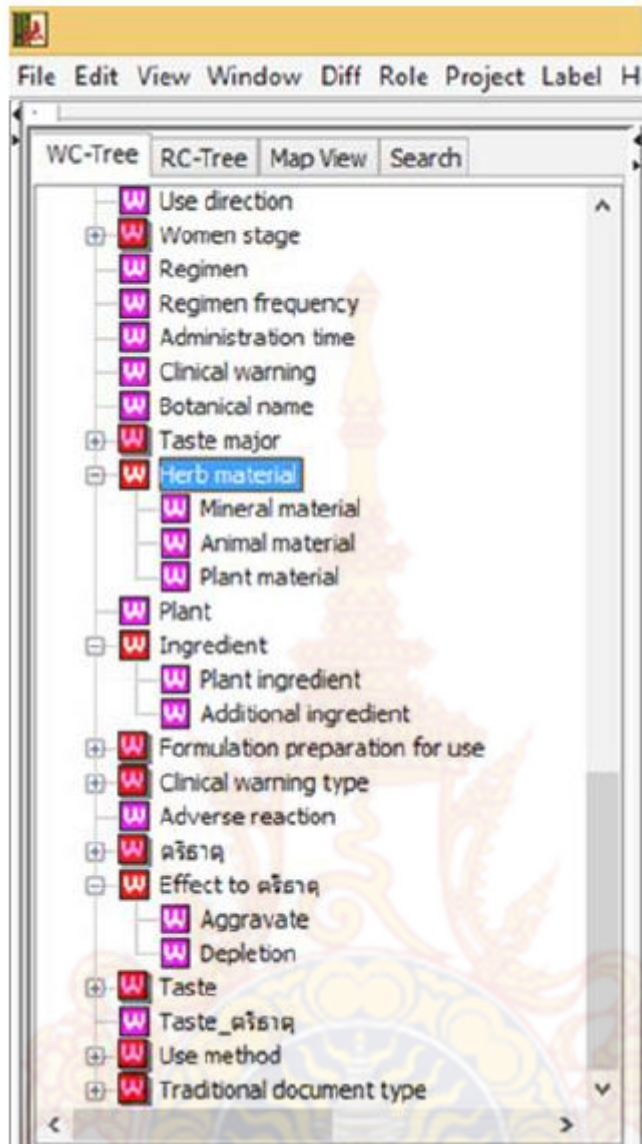 File Edit View Window Diff Role Project Label H
WC-Tree RC-Tree Map View Search
Use direction
Women stage
Regimen
Regimen frequency
Administration time
Clinical warning
Botanical name
Taste major
Herb material
Mineral material
Animal material
Plant material
Plant
Ingredient
Plant ingredient
Additional ingredient
Formulation preparation for use
Clinical warning type
Adverse reaction
ตรีธาตุ
Effect to ตรีธาตุ
Aggravate
Depletion
Taste
Taste_ตรีธาตุ
Use method
Traditional document type